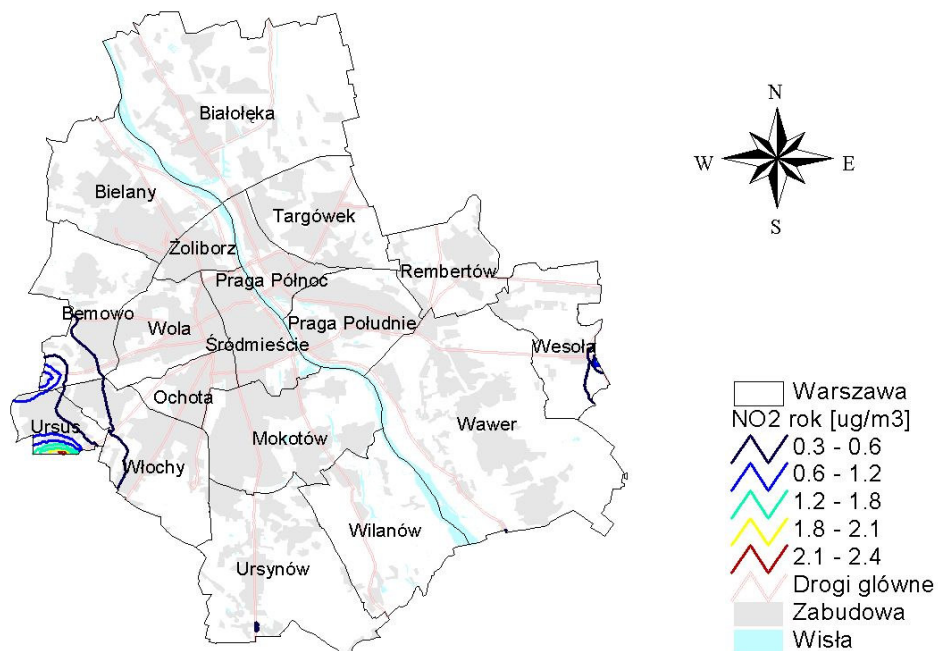 Białołęka
N
W
E
S
Bielany
Targówek
Żoliborz
Rembertów
Praga Północ
Bemowo
Wola
Praga Południe
Śródmieście
Wesoła
Ochota
Ursus
Mokotów
Wawer
Włochy
Wilanów
Ursynów
Warszawa
NO2 rok [ug/m3]
0.3 - 0.6
0.6 - 1.2
1.2 - 1.8
1.8 - 2.1
2.1 - 2.4
Drogi glówne
Zabudowa
Wisła